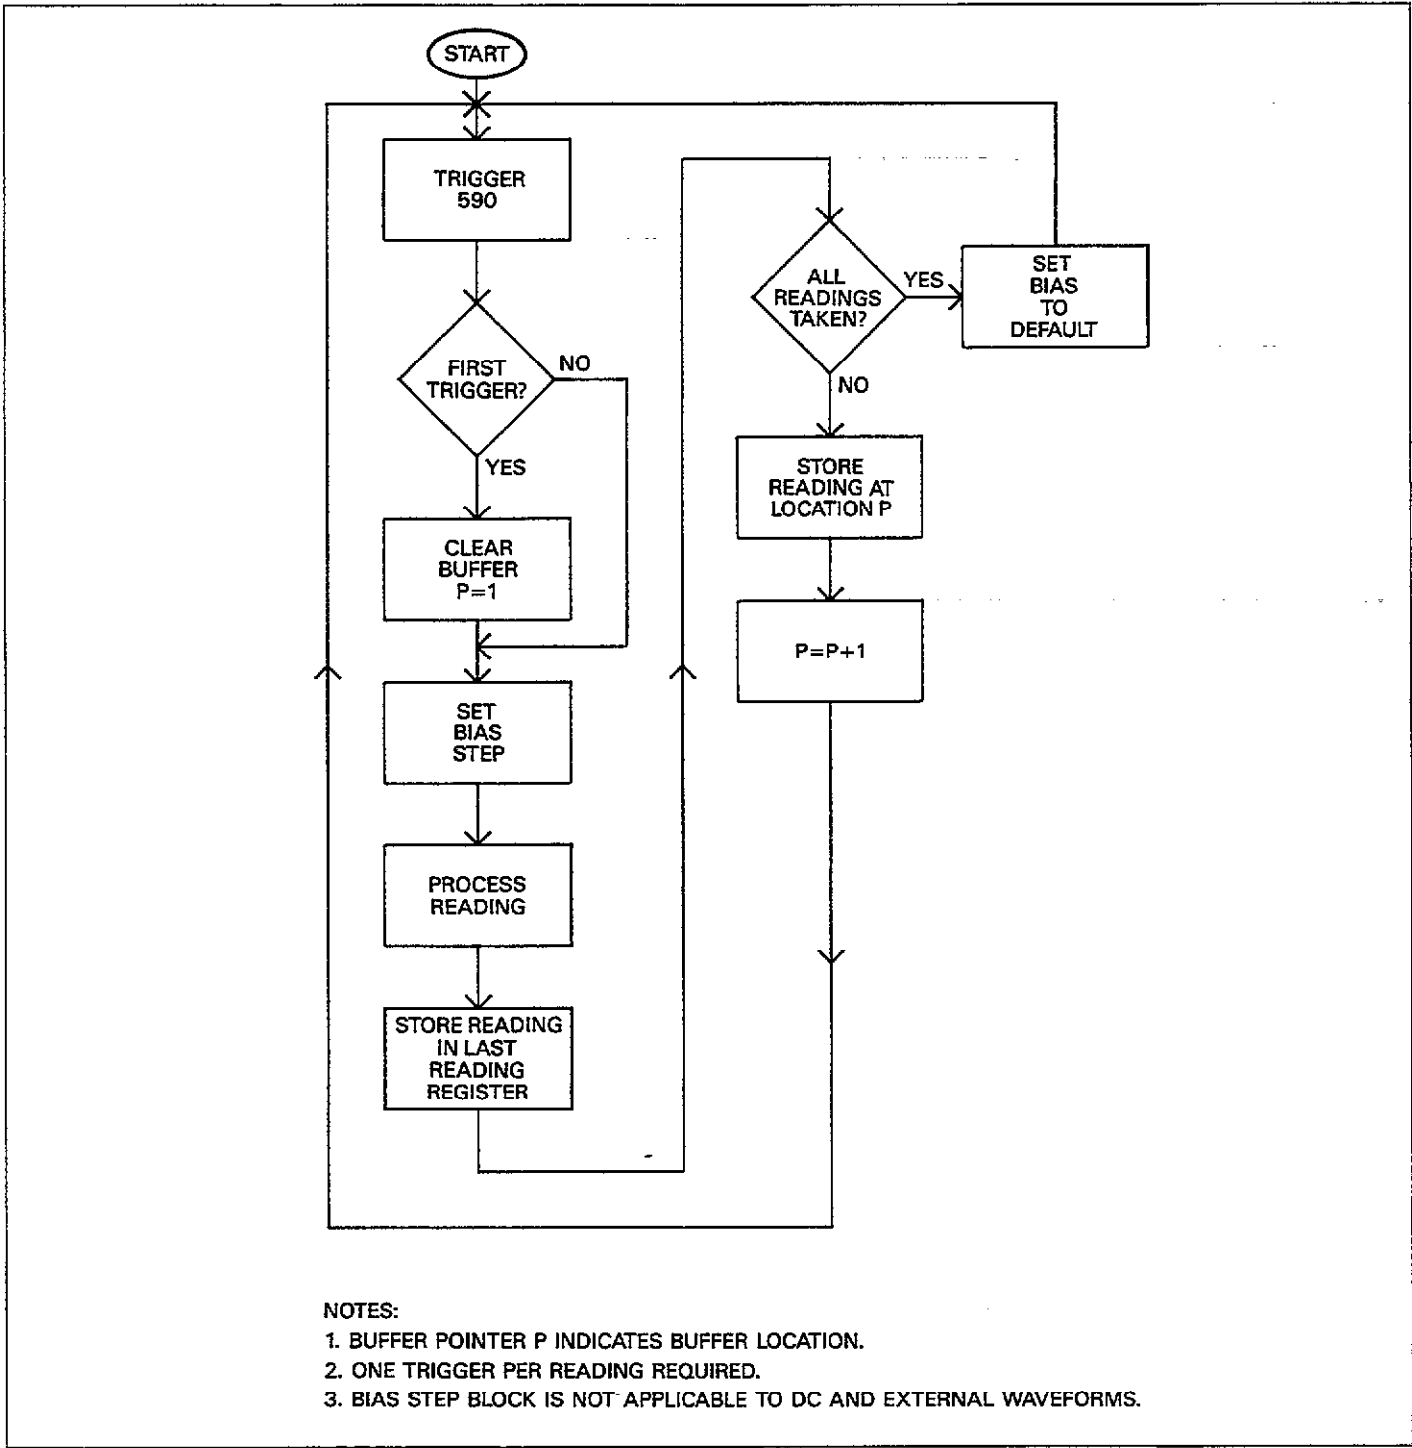 START
TRIGGER
590
FIRST
TRIGGER?
NO
YES
CLEAR
BUFFER
P=1
SET
BIAS
STEP
PROCESS
READING
STORE READING
IN LAST
READING
REGISTER
ALL
READINGS
TAKEN?
YES
NO
SET
BIAS
TO
DEFAULT
STORE
READING AT
LOCATION P
P=P+1
NOTES:
1. BUFFER POINTER P INDICATES BUFFER LOCATION.
2. ONE TRIGGER PER READING REQUIRED.
3. BIAS STEP BLOCK IS NOT APPLICABLE TO DC AND EXTERNAL WAVEFORMS.